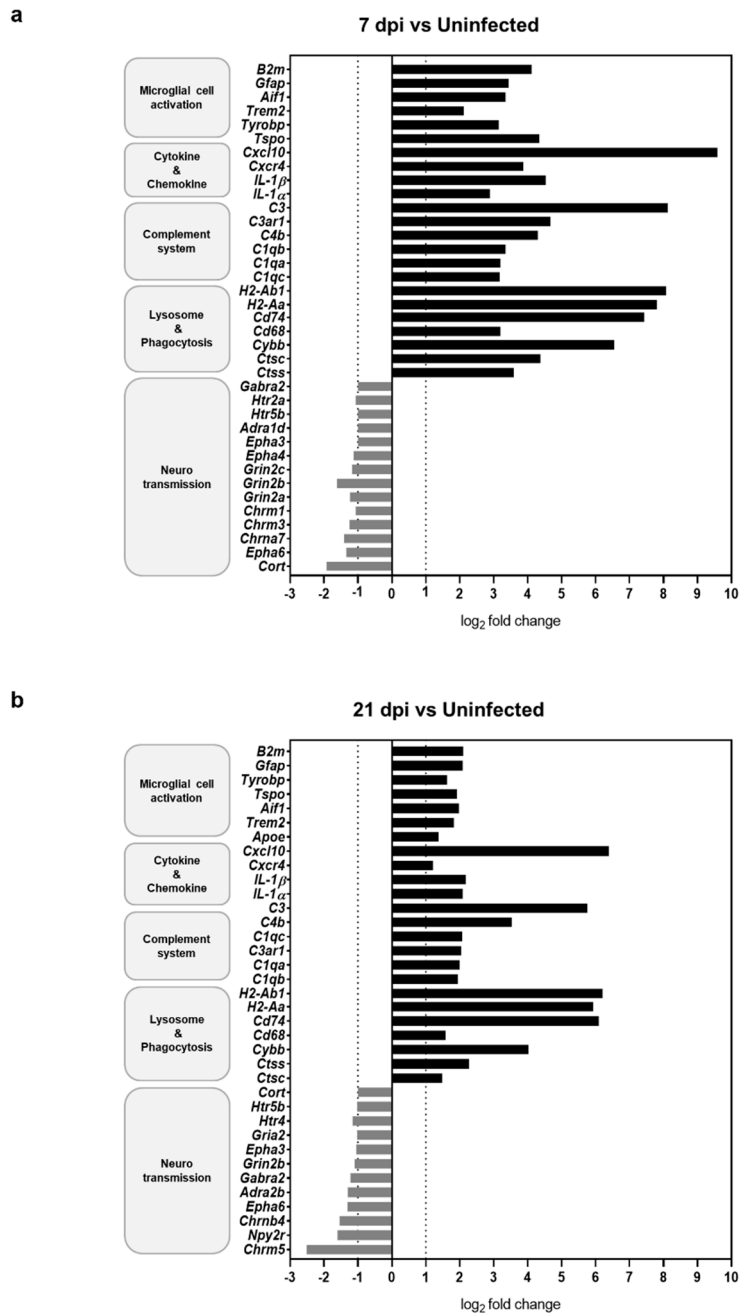 a
7 dpi vs Uninfected
Microglial cell
activation
B2m
Gfap
Aif1
Trem2
Tyrobp
Tspo
Cytokine
&
Chemokine
Cxcl10
Cxcr4
IL-1β
IL-1α
Complement
system
C3
C3ar1
C4b
C1qb
C1qa
C1qc
Lysosome
&
Phagocytosis
H2-Ab1
H2-Aa
Cd74
Cd68
Cybb
Ctsc
Ctss
Neuro
transmission
Gabra2
Htr2a
Htr5b
Adra1d
Epha3
Epha4
Grin2c
Grin2b
Grin2a
Chrm1
Chrm3
Chrna7
Epha6
Cort
-3 -2 -1 0 1 2 3 4 5 6 7 8 9 10
log2 fold change
b
21 dpi vs Uninfected
Microglial cell
activation
B2m
Gfap
Tyrobp
Tspo
Aif1
Trem2
Apoe
Cytokine
&
Chemokine
Cxcl10
Cxcr4
IL-1β
IL-1α
Complement
system
C3
C4b
C1qc
C3ar1
C1qa
C1qb
Lysosome
&
Phagocytosis
H2-Ab1
H2-Aa
Cd74
Cd68
Cybb
Ctss
Ctsc
Neuro
transmission
Cort
Htr5b
Htr4
Gria2
Epha3
Grin2b
Gabra2
Adra2b
Epha6
Chrnb4
Npy2r
Chrm5
-3 -2 -1 0 1 2 3 4 5 6 7 8 9 10
log2 fold change